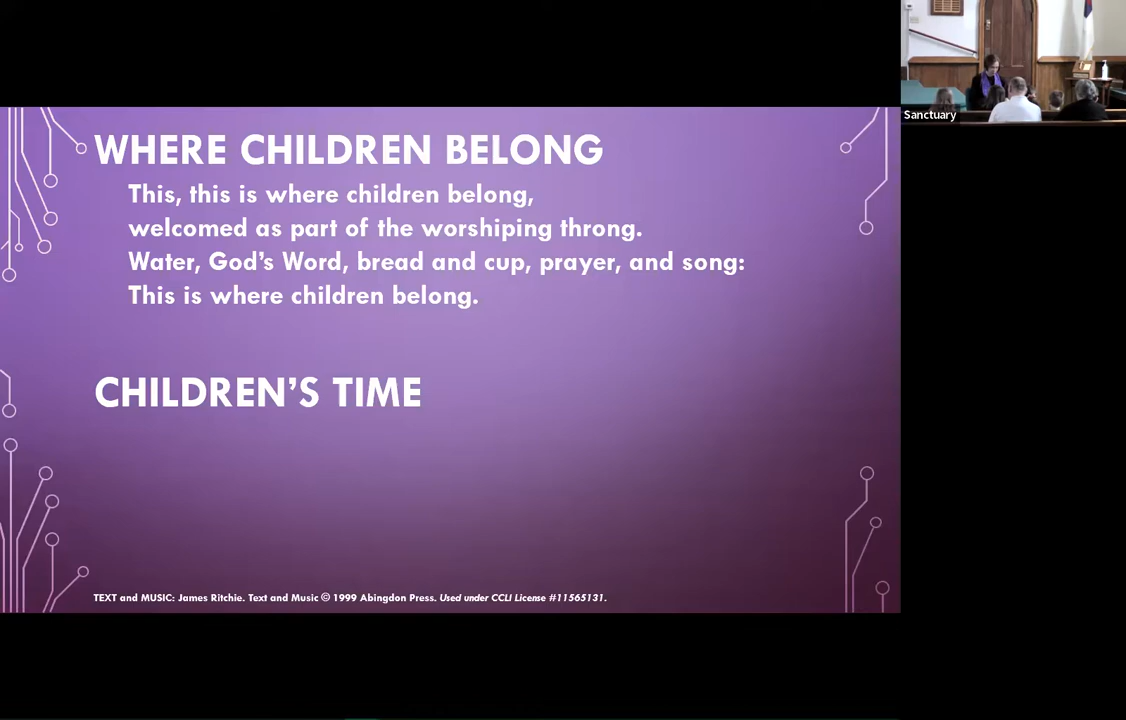 WHERE CHILDREN BELONG
This, this is where children belong,
welcomed as part of the worshiping throng.
Water, God's Word, bread and cup, prayer, and song:
This is where children belong.
CHILDREN'S TIME
TEXT and MUSIC: James Ritchie. Text and Music © 1999 Abingdon Press. Used under CCLI License #11565131.
Sanctuary